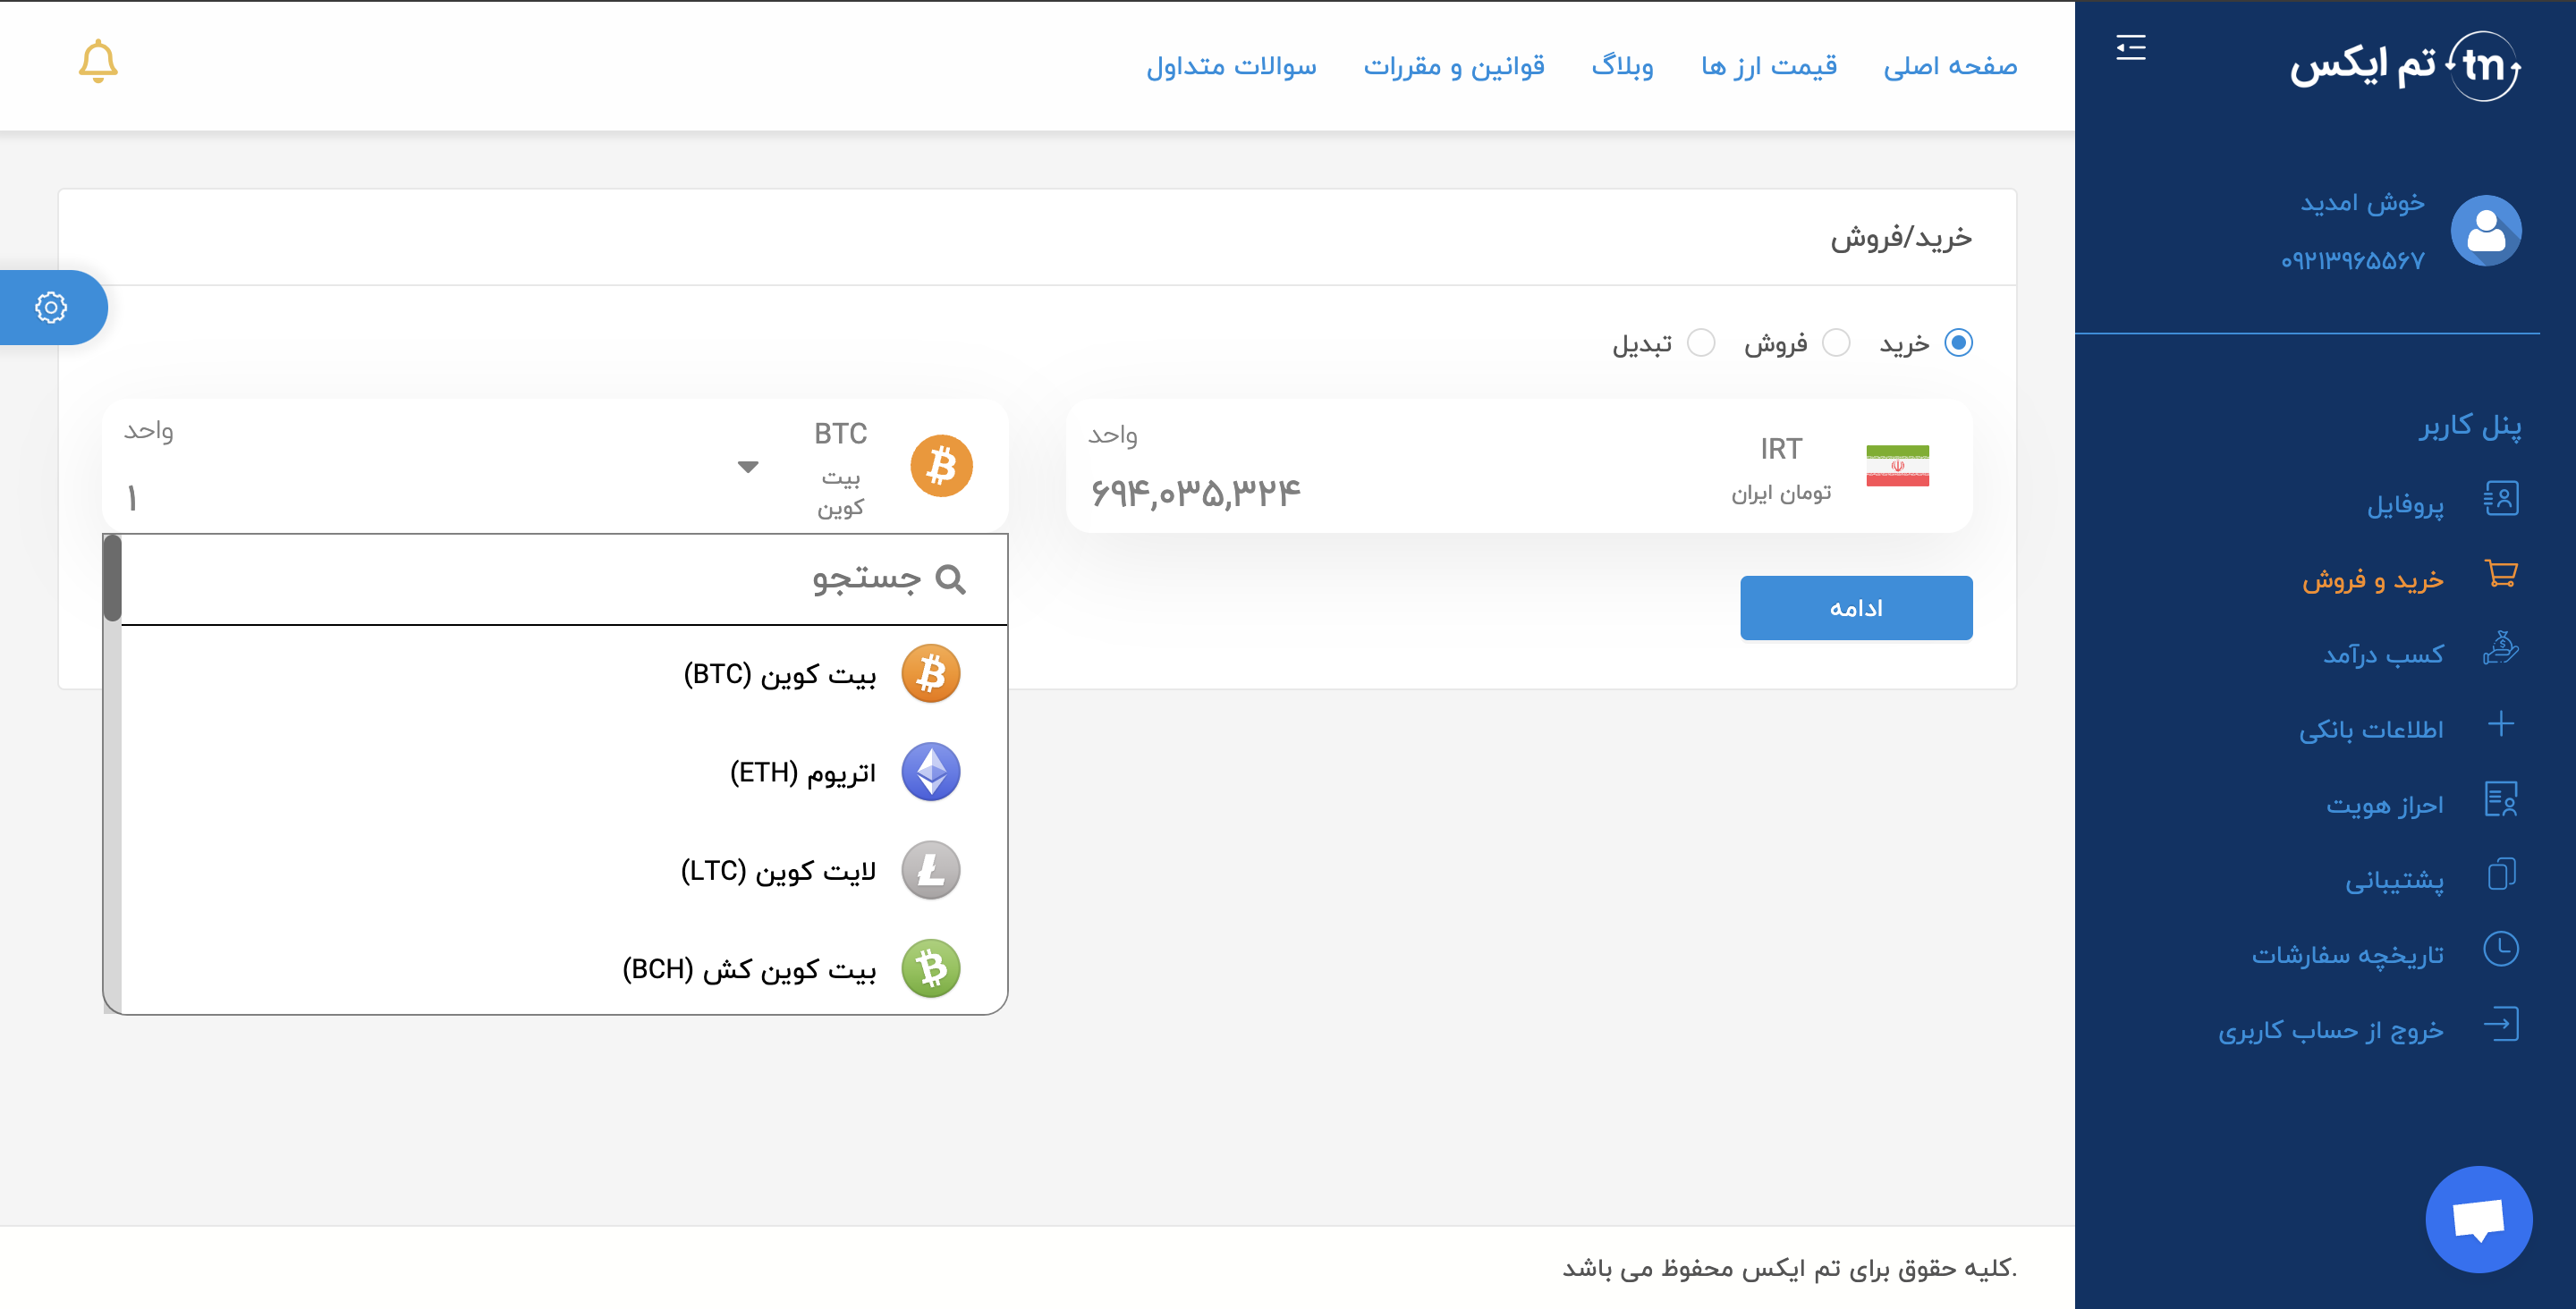 tn تم ایکس
صفحه اصلی
قیمت ارز ها
وبلاگ
قوانین و مقررات
سوالات متداول
خوش امدید
۰۹۲۱۳۹۶۵۵۶۷
پنل کاربر
پروفایل
خرید و فروش
کسب درآمد
اطلاعات بانکی
احراز هویت
پشتیبانی
تاریخچه سفارشات
خروج از حساب کاربری
خرید/فروش
خرید
فروش
تبدیل
IRT
تومان ایران
واحد
۶۹۴,۰۳۵,۳۲۴
BTC
بیت
کوین
واحد
۱
ادامه
جستجو
بیت کوین (BTC)
اتریوم (ETH)
لایت کوین (LTC)
بیت کوین کش (BCH)
کلیه حقوق برای تم ایکس محفوظ می باشد.